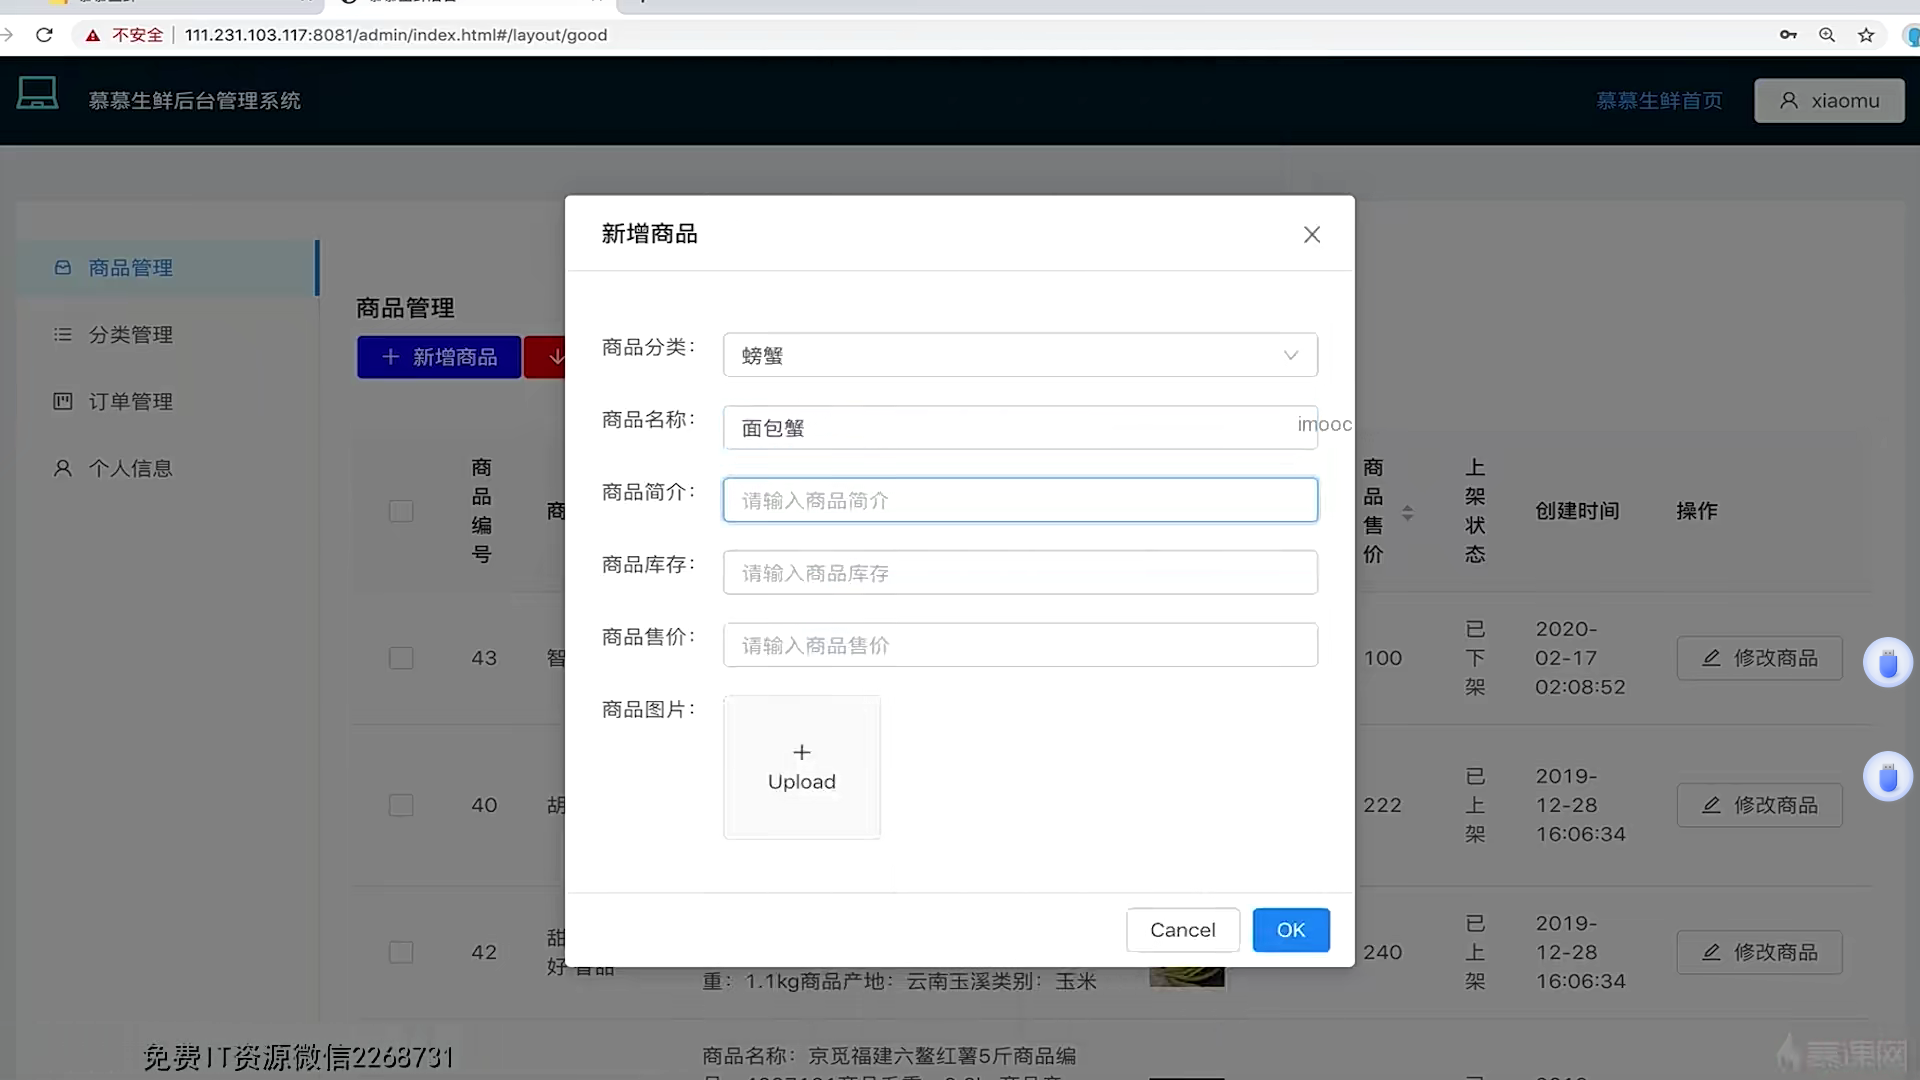 不安全 111.231.103.117:8081/admin/index.html#/layout/good
慕慕生鲜后台管理系统
慕慕生鲜首页
xiaomu
商品管理
分类管理
订单管理
个人信息
商品管理
新增商品
新增商品
商品分类：
螃蟹
商品名称：
面包蟹
imooc
商品简介：
请输入商品简介
商品库存：
请输入商品库存
商品售价：
请输入商品售价
商品图片：
Upload
Cancel
OK
商品编号
商
商品售价
上架状态
创建时间
操作
43
智
100
已下架
2020-02-17 02:08:52
修改商品
40
胡
222
已上架
2019-12-28 16:06:34
修改商品
42
甜
好
重：1.1kg商品产地：云南玉溪类别：玉米
240
已上架
2019-12-28 16:06:34
修改商品
商品名称：京觅福建六鳌红薯5斤商品编
免费IT资源微信2268731
慕课网